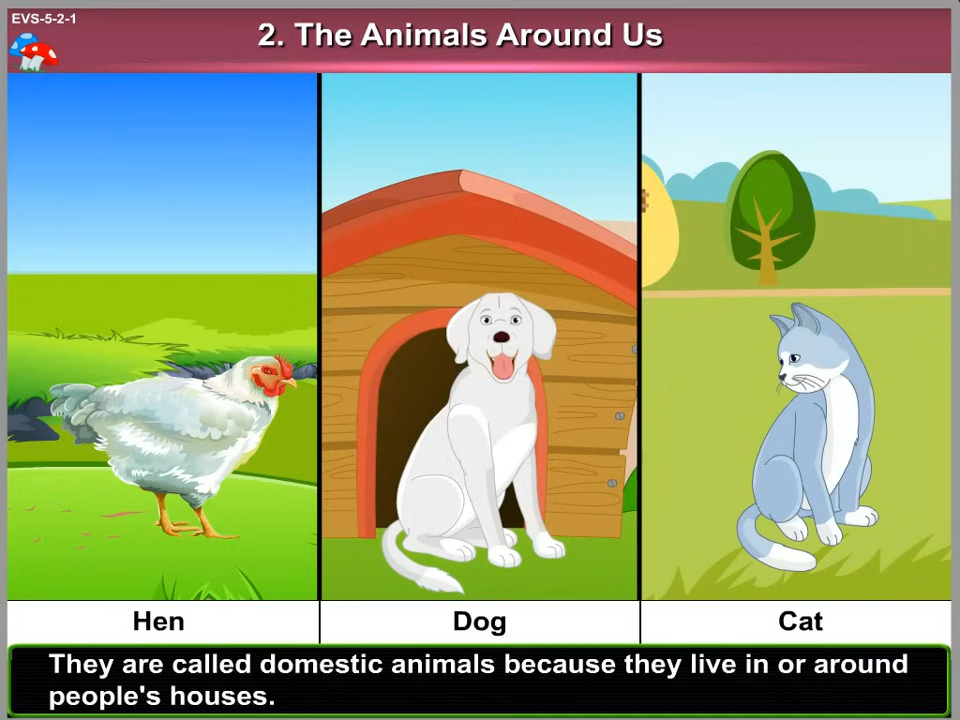 EVS-5-2-1
2. The Animals Around Us
Hen
Dog
Cat
They are called domestic animals because they live in or around
people's houses.